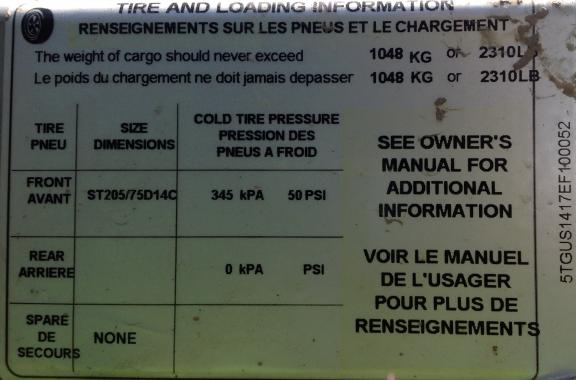 TIRE AND LOADING INFORMATION
RENSEIGNEMENTS SUR LES PNEUS ET LE CHARGEMENT
The weight of cargo should never exceed 1048 KG or 2310LB
Le poids du chargement ne doit jamais depasser 1048 KG or 2310LB
TIRE
PNEU
SIZE
DIMENSIONS
COLD TIRE PRESSURE
PRESSION DES
PNEUS A FROID
FRONT
AVANT
ST205/75D14C
345 kPA 50 PSI
REAR
ARRIERE
0 kPA PSI
SPARE
DE
SECOURS
NONE
SEE OWNER'S
MANUAL FOR
ADDITIONAL
INFORMATION
VOIR LE MANUEL
DE L'USAGER
POUR PLUS DE
RENSEIGNEMENTS
5TGUS1417EF100052 -